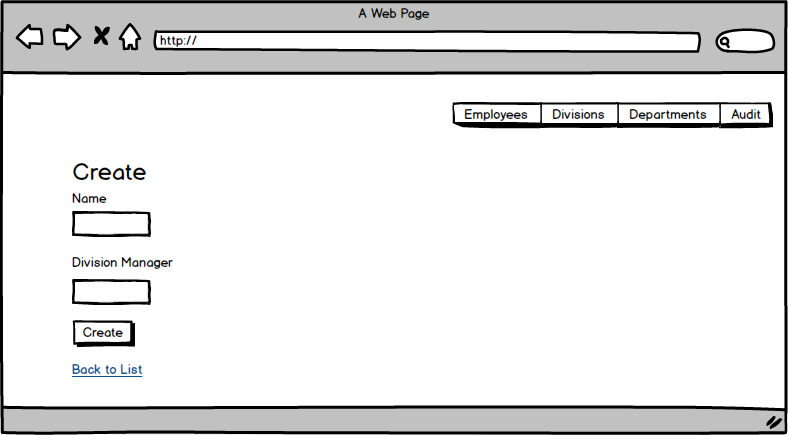 A Web Page
http://
Employees Divisions Departments Audit
Create
Name
Division Manager
Create
Back to List